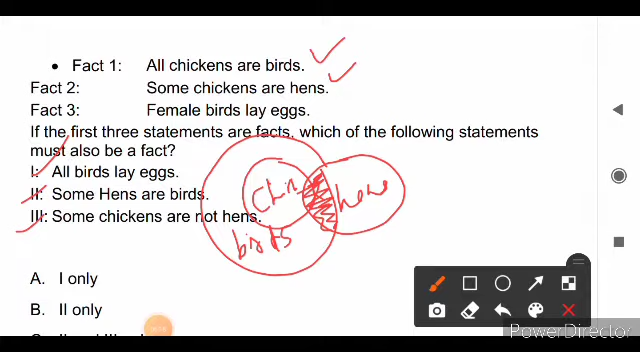 • Fact 1: All chickens are birds.
Fact 2: Some chickens are hens.
Fact 3: Female birds lay eggs.
If the first three statements are facts, which of the following statements
must also be a fact?
I: All birds lay eggs.
II: Some Hens are birds.
III: Some chickens are not hens.
Chin
hens
birds
A. I only
B. II only
PowerDirector